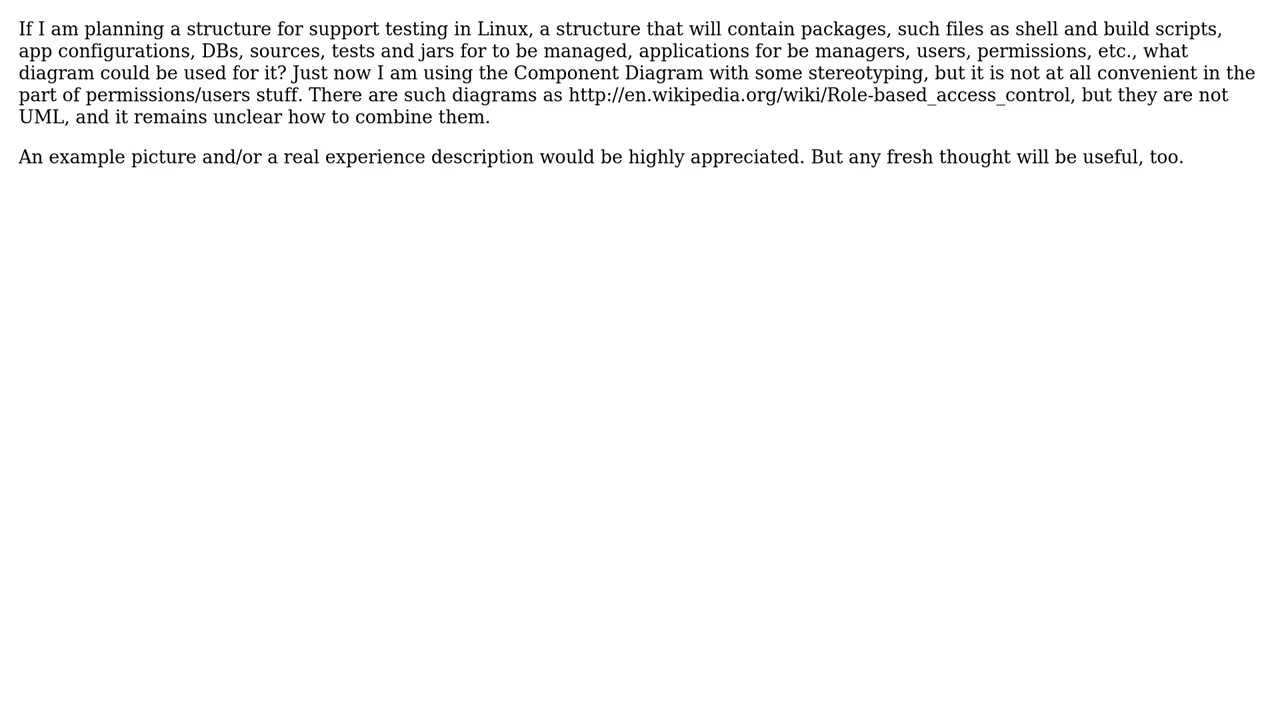 If I am planning a structure for support testing in Linux, a structure that will contain packages, such files as shell and build scripts,
app configurations, DBs, sources, tests and jars for to be managed, applications for be managers, users, permissions, etc., what
diagram could be used for it? Just now I am using the Component Diagram with some stereotyping, but it is not at all convenient in the
part of permissions/users stuff. There are such diagrams as http://en.wikipedia.org/wiki/Role-based_access_control, but they are not
UML, and it remains unclear how to combine them.
An example picture and/or a real experience description would be highly appreciated. But any fresh thought will be useful, too.